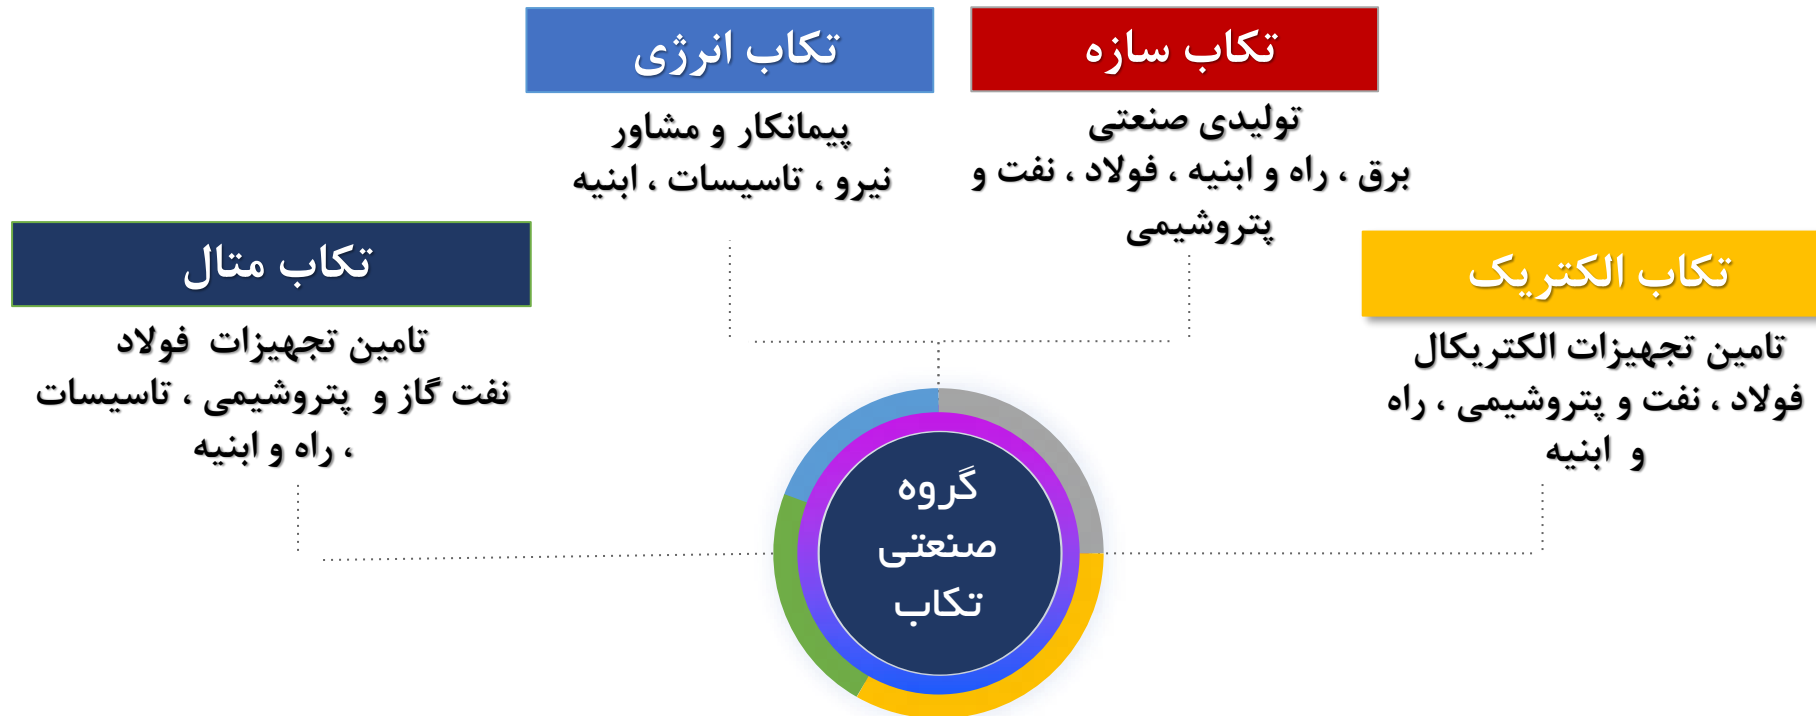 تکاب سازه
تولیدی صنعتی
برق ، راه و ابنیه ، فولاد ، نفت و
پتروشیمی
تکاب انرژی
پیمانکار و مشاور
نیرو ، تاسیسات ، ابنیه
تکاب الکتریک
تامین تجهیزات الکتریکال
فولاد ، نفت و پتروشیمی ، راه
و ابنیه
تکاب متال
تامین تجهیزات فولاد
نفت گاز و پتروشیمی ، تاسیسات
، راه و ابنیه
گروه
صنعتی
تکاب